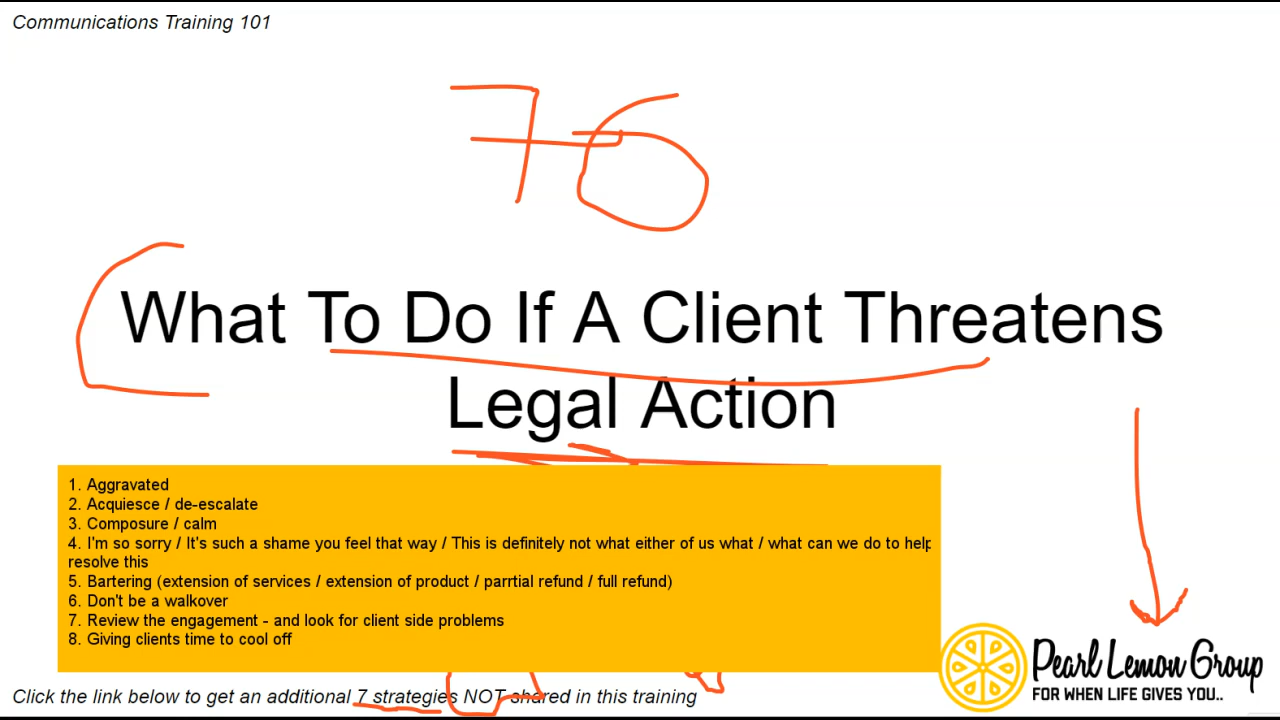 Communications Training 101
76
What To Do If A Client Threatens
Legal Action
1. Aggravated
2. Acquiesce / de-escalate
3. Composure / calm
4. I'm so sorry / It's such a shame you feel that way / This is definitely not what either of us what / what can we do to help
resolve this
5. Bartering (extension of services / extension of product / parrtial refund / full refund)
6. Don't be a walkover
7. Review the engagement - and look for client side problems
8. Giving clients time to cool off
Pearl Lemon Group
FOR WHEN LIFE GIVES YOU..
Click the link below to get an additional 7 strategies NOT shared in this training